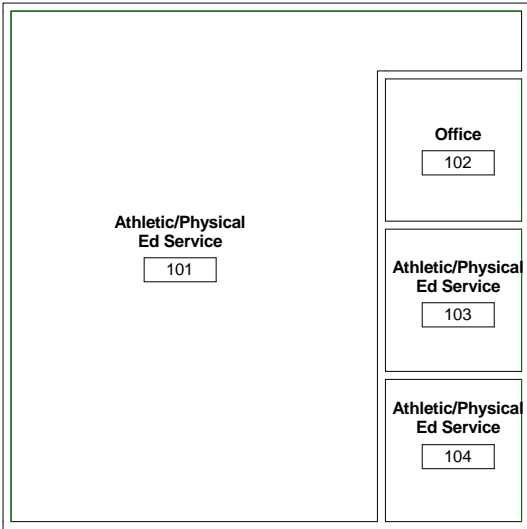 Athletic/Physical
Ed Service
101
Office
102
Athletic/Physical
Ed Service
103
Athletic/Physical
Ed Service
104